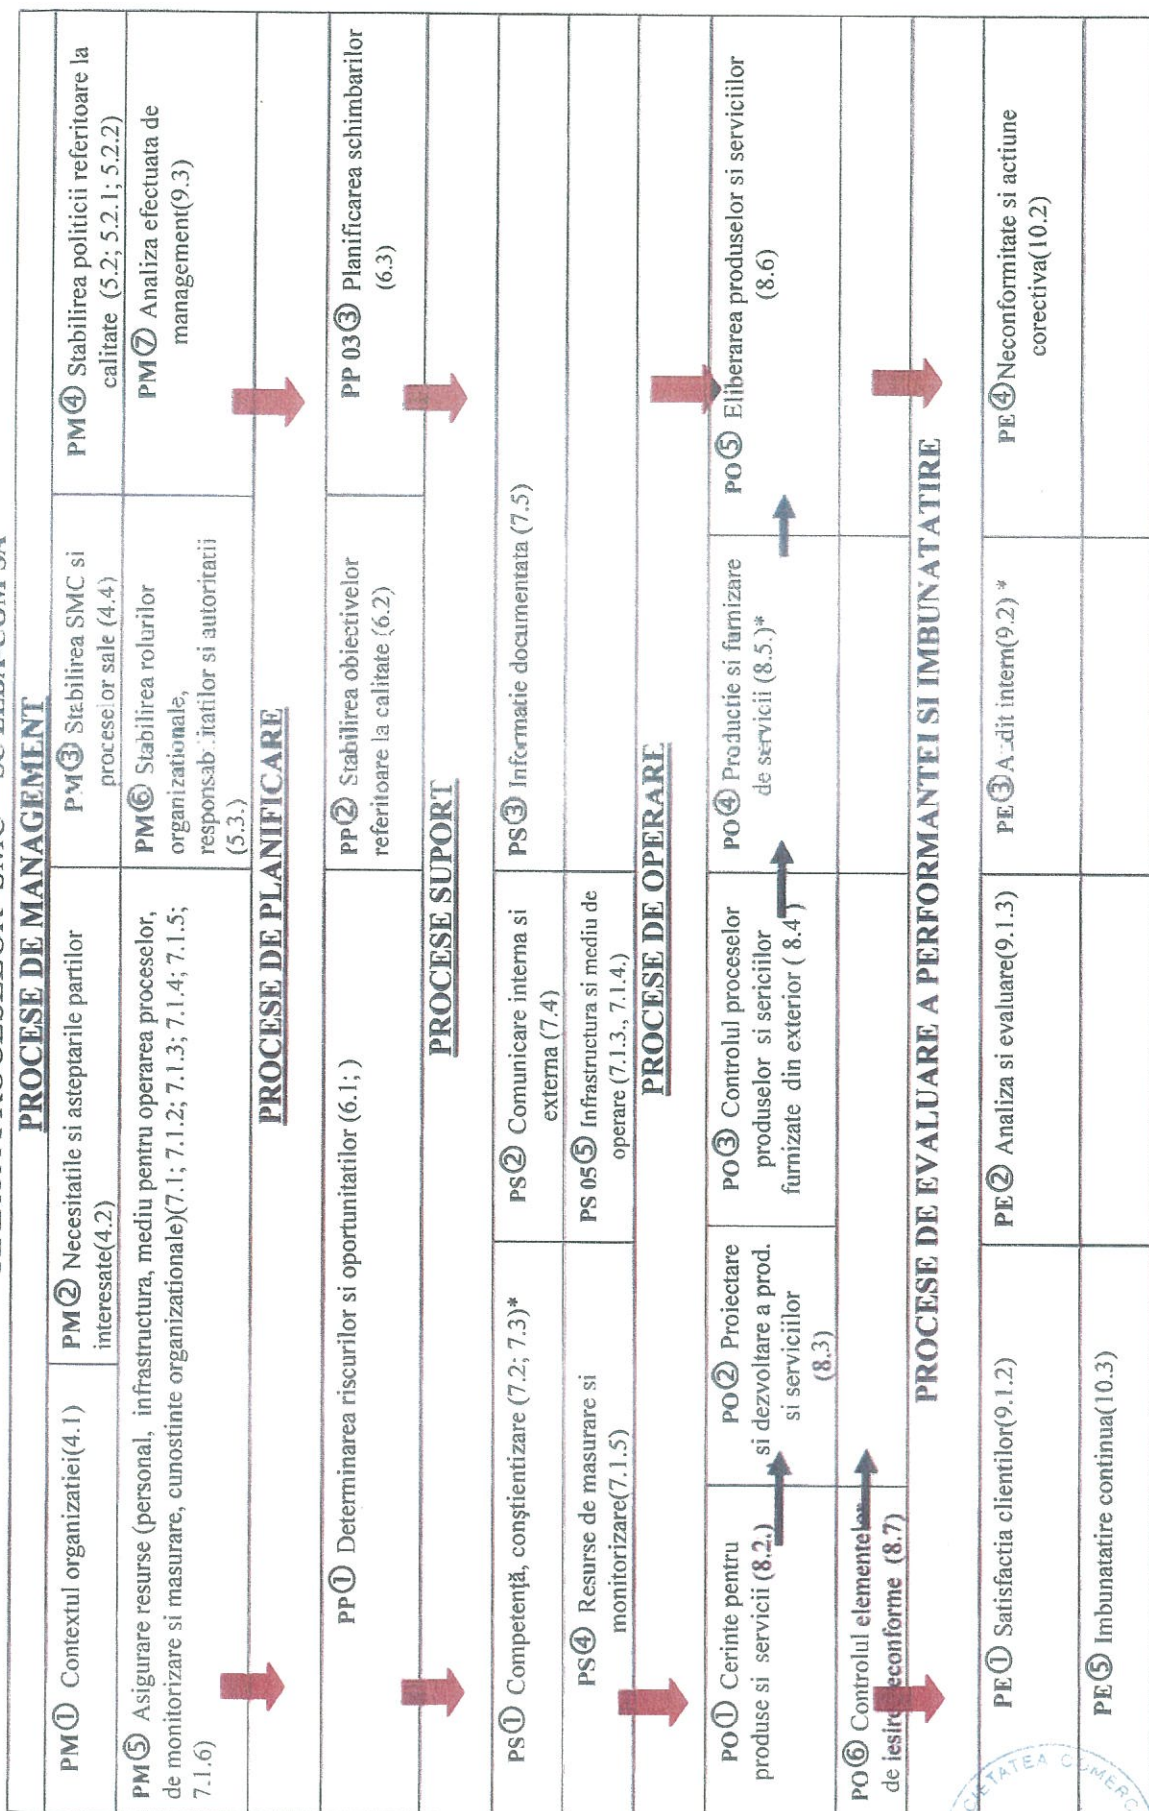 PROCESE DE MANAGEMENT
PM① Contextul organizatiei(4.1)
PM② Necesitatile si asteptarile partilor
interesate(4.2)
PM③ Stabilirea SMC si
proceselor sale (4.4)
PM④ Stabilirea politicii referitoare la
calitate (5.2; 5.2.1; 5.2.2)
PM⑤ Asigurare resurse (personal, infrastructura, mediu pentru operarea proceselor,
de monitorizare si masurare, cunostinte organizationale)(7.1; 7.1.2; 7.1.3; 7.1.4; 7.1.5;
7.1.6)
PM⑥ Stabilirea rolurilor
organizationale,
responsabilitatilor si autoritatii
(5.3.)
PM⑦ Analiza efectuata de
management(9.3)
PROCESE DE PLANIFICARE
PP① Determinarea riscurilor si oportunitatilor (6.1; )
PP② Stabilirea obiectivelor
referitoare la calitate (6.2)
PP 03③ Planificarea schimbarilor
(6.3)
PROCESE SUPORT
PS① Competenţă, conştientizare (7.2; 7.3)*
PS② Comunicare interna si
externa (7.4)
PS③ Informatie documentata (7.5)
PS④ Resurse de masurare si
monitorizare(7.1.5)
PS 05⑤ Infrastructura si mediu de
operare (7.1.3., 7.1.4.)
PROCESE DE OPERARE
PO① Cerinte pentru
produse si servicii (8.2.)
PO② Proiectare
si dezvoltare a prod.
si serviciilor
(8.3)
PO③ Controlul proceselor
produselor si sericiilor
furnizate din exterior ( 8.4 )
PO④ Productie si furnizare
de servicii (8.5.)*
PO⑤ Eliberarea produselor si serviciilor
(8.6)
PO⑥ Controlul elementelor
de iesire neconforme (8.7)
PROCESE DE EVALUARE A PERFORMANTEI SI IMBUNATATIRE
PE① Satisfactia clientilor(9.1.2)
PE② Analiza si evaluare(9.1.3)
PE③Audit intern(9.2) *
PE④Neconformitate si actiune
corectiva(10.2)
PE⑤ Imbunatatire continua(10.3)